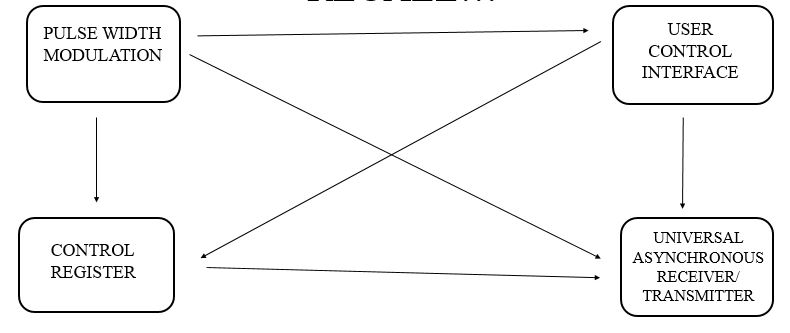 PULSE WIDTH
MODULATION
USER
CONTROL
INTERFACE
CONTROL
REGISTER
UNIVERSAL
ASYNCHRONOUS
RECEIVER/
TRANSMITTER